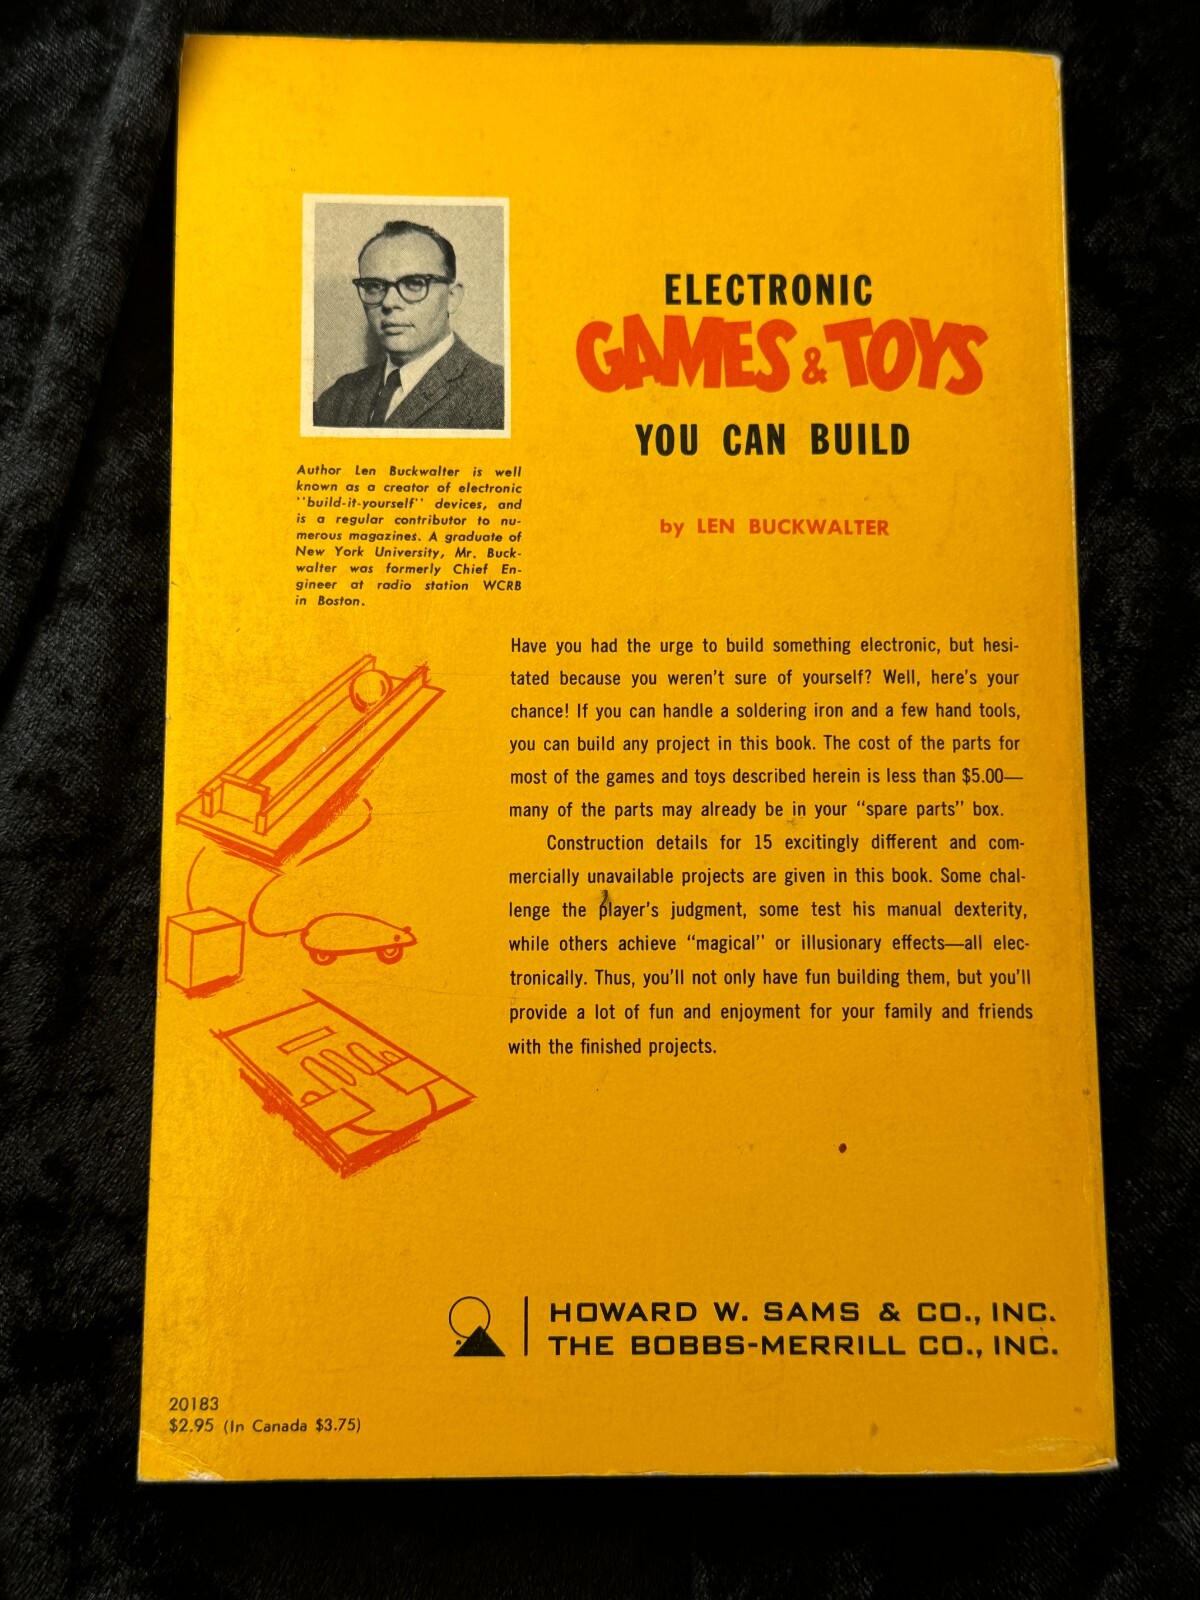 ELECTRONIC
GAMES & TOYS
YOU CAN BUILD
by LEN BUCKWALTER
Author Len Buckwalter is well
known as a creator of electronic
"build-it-yourself" devices, and
is a regular contributor to nu-
merous magazines. A graduate of
New York University, Mr. Buck-
walter was formerly Chief En-
gineer at radio station WCRB
in Boston.
Have you had the urge to build something electronic, but hesi-
tated because you weren't sure of yourself? Well, here's your
chance! If you can handle a soldering iron and a few hand tools,
you can build any project in this book. The cost of the parts for
most of the games and toys described herein is less than $5.00—
many of the parts may already be in your “spare parts” box.
Construction details for 15 excitingly different and com-
mercially unavailable projects are given in this book. Some chal-
lenge the player's judgment, some test his manual dexterity,
while others achieve “magical” or illusionary effects—all elec-
tronically. Thus, you'll not only have fun building them, but you'll
provide a lot of fun and enjoyment for your family and friends
with the finished projects.
HOWARD W. SAMS & CO., INC.
THE BOBBS-MERRILL CO., INC.
20183
$2.95 (In Canada $3.75)